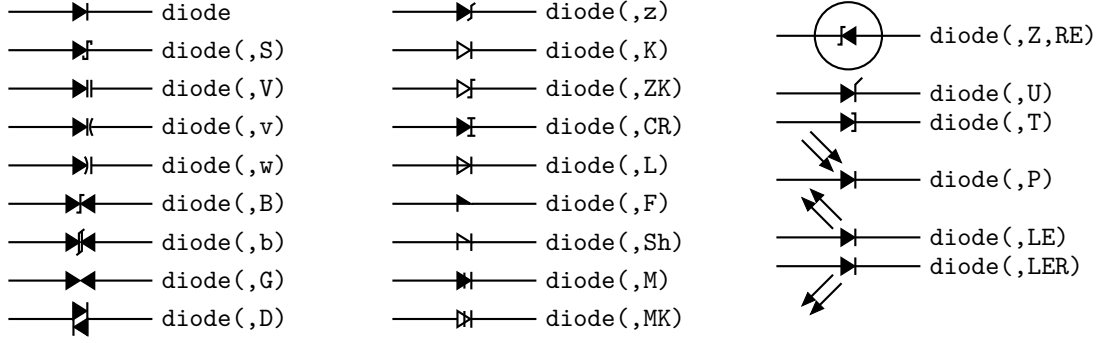 diode
diode(,S)
diode(,V)
diode(,v)
diode(,w)
diode(,B)
diode(,b)
diode(,G)
diode(,D)
diode(,z)
diode(,K)
diode(,ZK)
diode(,CR)
diode(,L)
diode(,F)
diode(,Sh)
diode(,M)
diode(,MK)
diode(,Z,RE)
diode(,U)
diode(,T)
diode(,P)
diode(,LE)
diode(,LER)